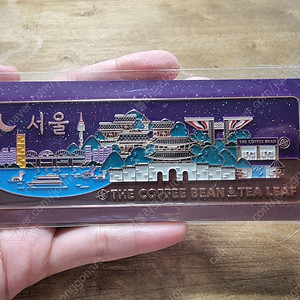 서울
THE COFFEE BEAN
THE COFFEE BEAN & TEA LEAF